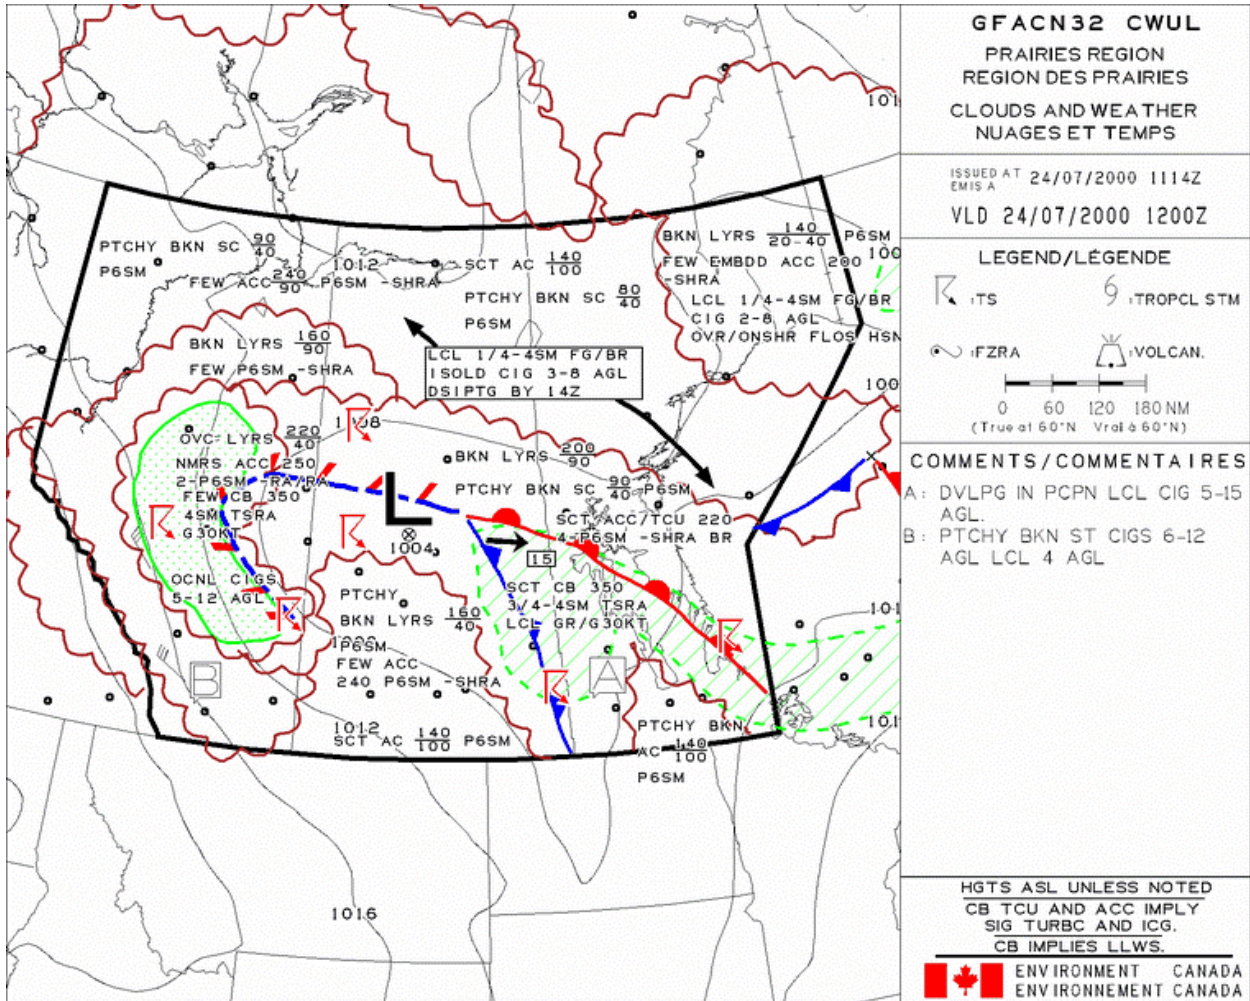 GFACN32 CWUL
PRAIRIES REGION
REGION DES PRAIRIES
CLOUDS AND WEATHER
NUAGES ET TEMPS
ISSUED AT
EMIS A
24/07/2000 1114Z
VLD 24/07/2000 1200Z
LEGEND/LÉGENDE
:TS
:TROPCL STM
:FZRA
:VOLCAN.
0 60 120 180 NM
(True at 60°N Vrai à 60°N)
COMMENTS/COMMENTAIRES
A: DVLPG IN PCPN LCL CIG 5-15
AGL.
B: PTCHY BKN ST CIGS 6-12
AGL LCL 4 AGL
HGTS ASL UNLESS NOTED
CB TCU AND ACC IMPLY
SIG TURBC AND ICG.
CB IMPLIES LLWS.
ENVIRONMENT CANADA
ENVIRONNEMENT CANADA
101
PTCHY BKN SC 90/40
P6SM
1012
FEW ACC 240/90 P6SM -SHRA
SCT AC 140/100
PTCHY BKN SC 80/40
P6SM
BKN LYRS 140/20-40 P6SM
FEW EMBDD ACC 200
-SHRA
LCL 1/4-4SM FG/BR
CIG 2-8 AGL
OVR/ONSHR FLOS HSN
100
BKN LYRS 160/90
FEW P6SM -SHRA
LCL 1/4-4SM FG/BR
ISOLD CIG 3-8 AGL
DSIPTG BY 14Z
100
1008
OVC LYRS 220/40
NMRS ACC 250
2-P6SM -RA/RA
FEW CB 350
4SM TSRA
G30KT
OCNL CIGS
5-12 AGL
BKN LYRS 200/90
PTCHY BKN SC 90/40 P6SM
L
1004
SCT ACC/TCU 220
4-P6SM -SHRA BR
15
SCT CB 350
3/4-4SM TSRA
LCL GR/G30KT
PTCHY
BKN LYRS 160/40
P6SM
FEW ACC
240 P6SM -SHRA
101
B
A
1012
SCT AC 140/100 P6SM
PTCHY BKN
AC 140/100
P6SM
101
1016